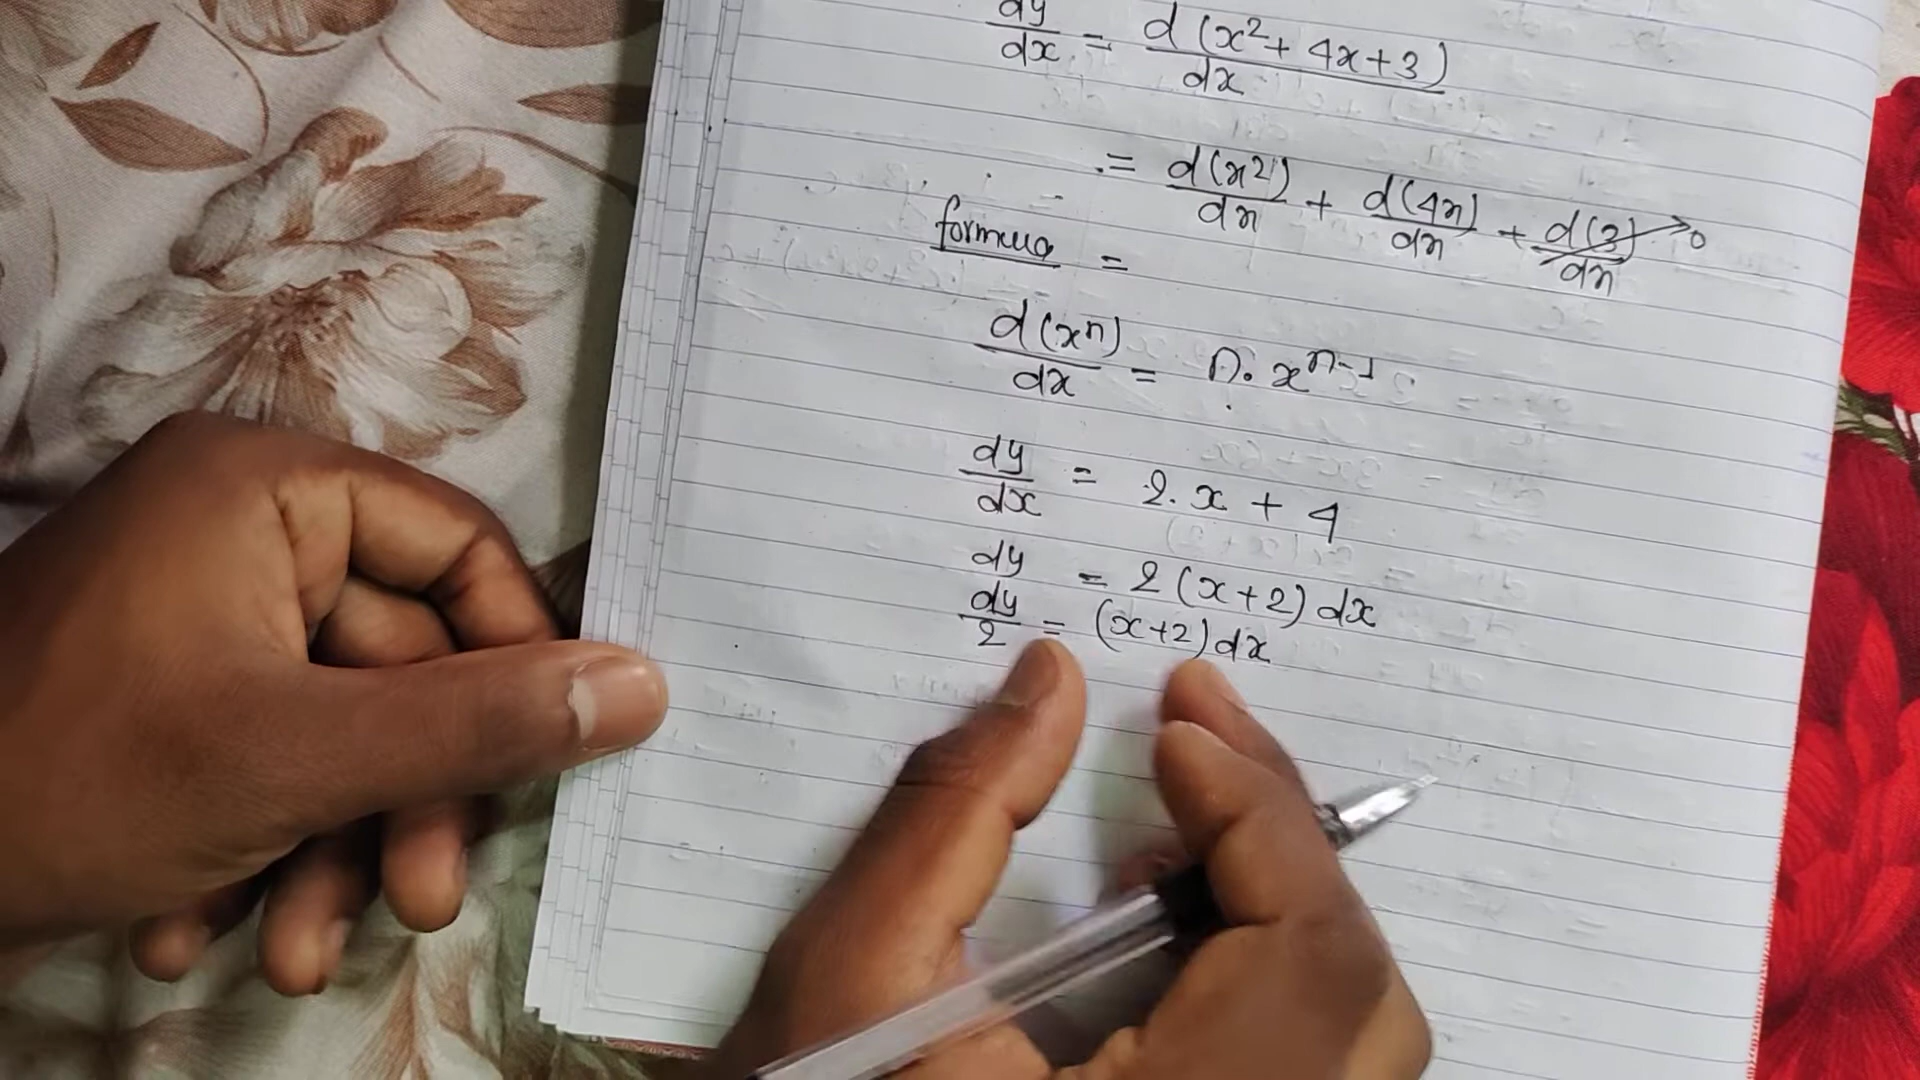 dy/dx = d(x²+4x+3)/dx
= d(x²)/dx + d(4x)/dx + d(3)/dx → 0
formula =
d(xⁿ)/dx = n·xⁿ⁻¹
dy/dx = 2·x + 4
dy = 2(x+2)dx
dy/2 = (x+2)dx